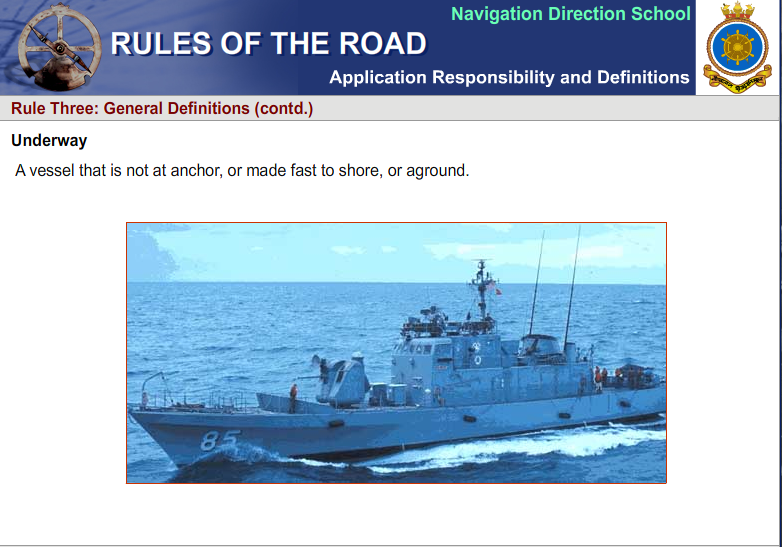 Navigation Direction School
RULES OF THE ROAD
Application Responsibility and Definitions
Rule Three: General Definitions (contd.)
Underway
A vessel that is not at anchor, or made fast to shore, or aground.
85